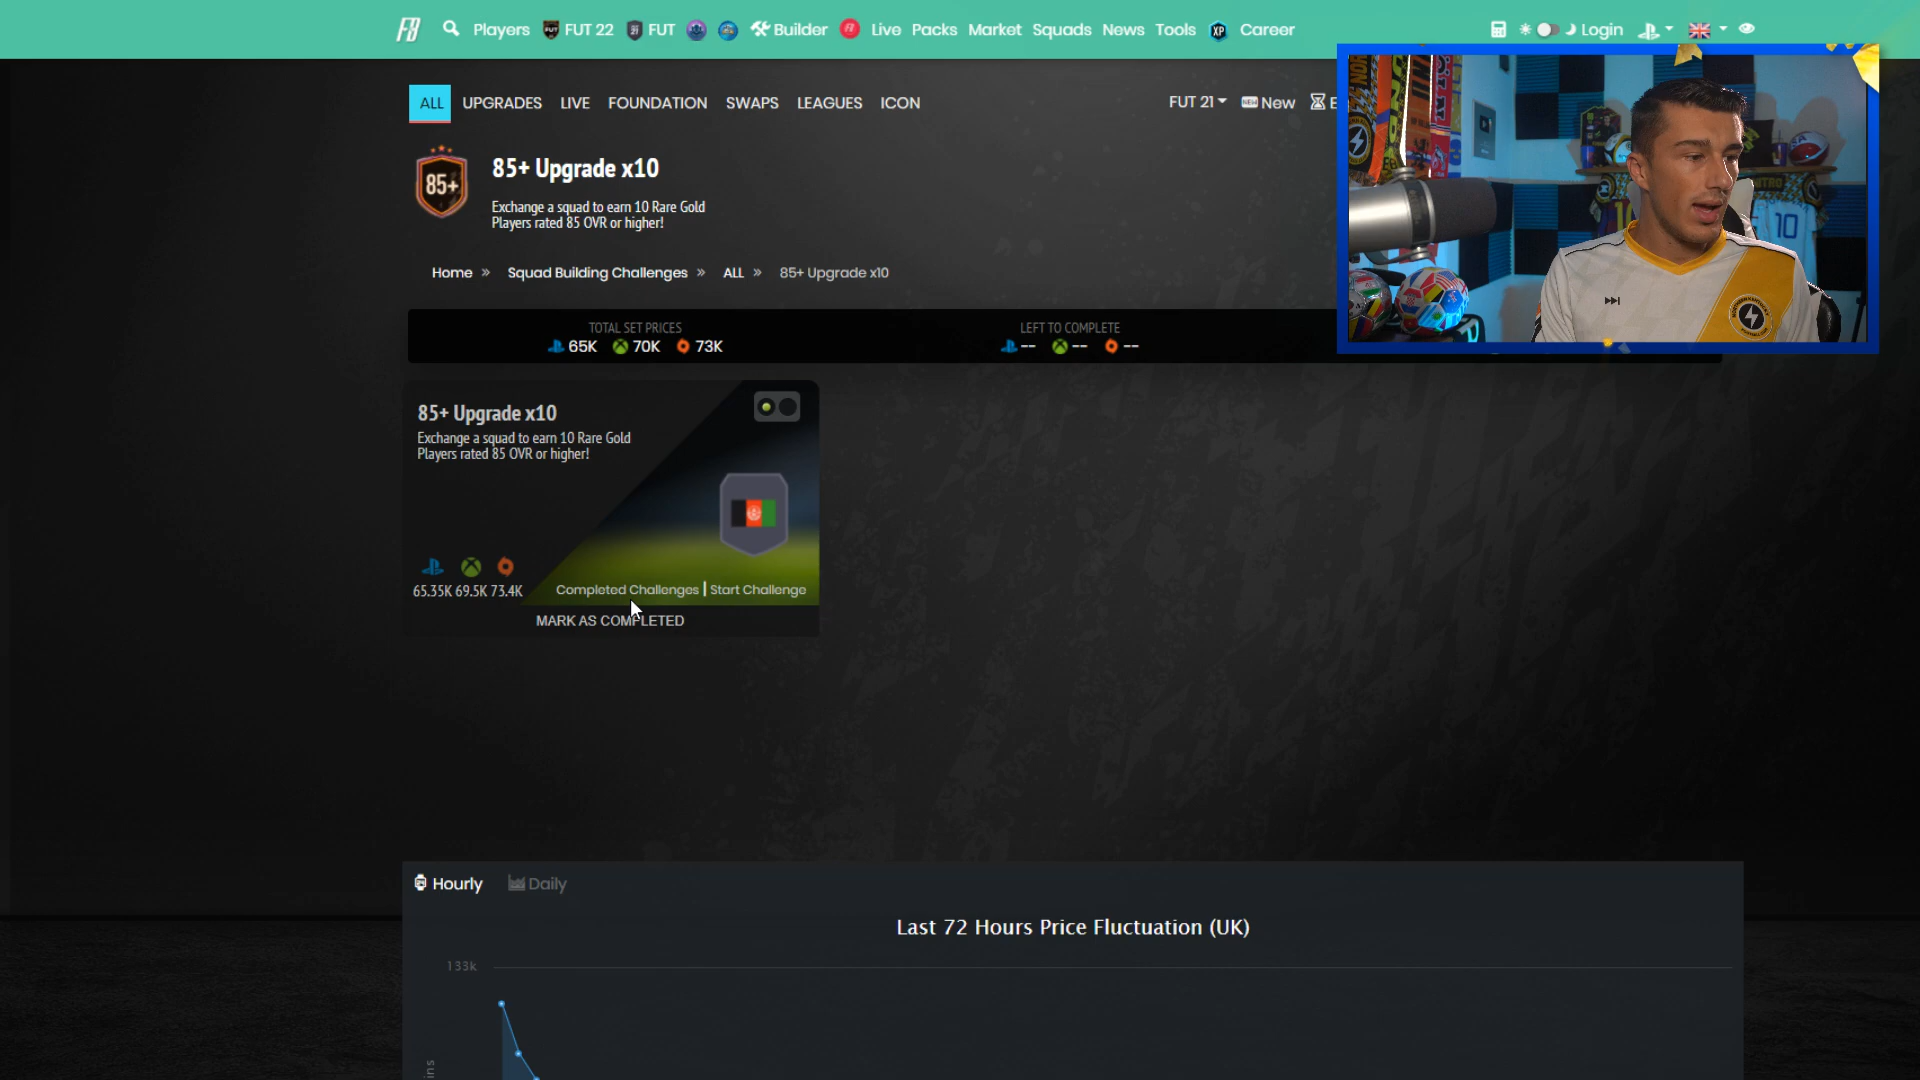 FB Players FUT 22 FUT Builder Live Packs Market Squads News Tools XP Career Login
ALL UPGRADES LIVE FOUNDATION SWAPS LEAGUES ICON FUT 21 NEW New E
85+
85+ Upgrade x10
Exchange a squad to earn 10 Rare Gold
Players rated 85 OVR or higher!
Home » Squad Building Challenges » ALL » 85+ Upgrade x10
TOTAL SET PRICES
65K 70K 73K
LEFT TO COMPLETE
-- -- --
85+ Upgrade x10
Exchange a squad to earn 10 Rare Gold
Players rated 85 OVR or higher!
65.35K 69.5K 73.4K
Completed Challenges | Start Challenge
MARK AS COMPLETED
Hourly Daily
Last 72 Hours Price Fluctuation (UK)
133k
10